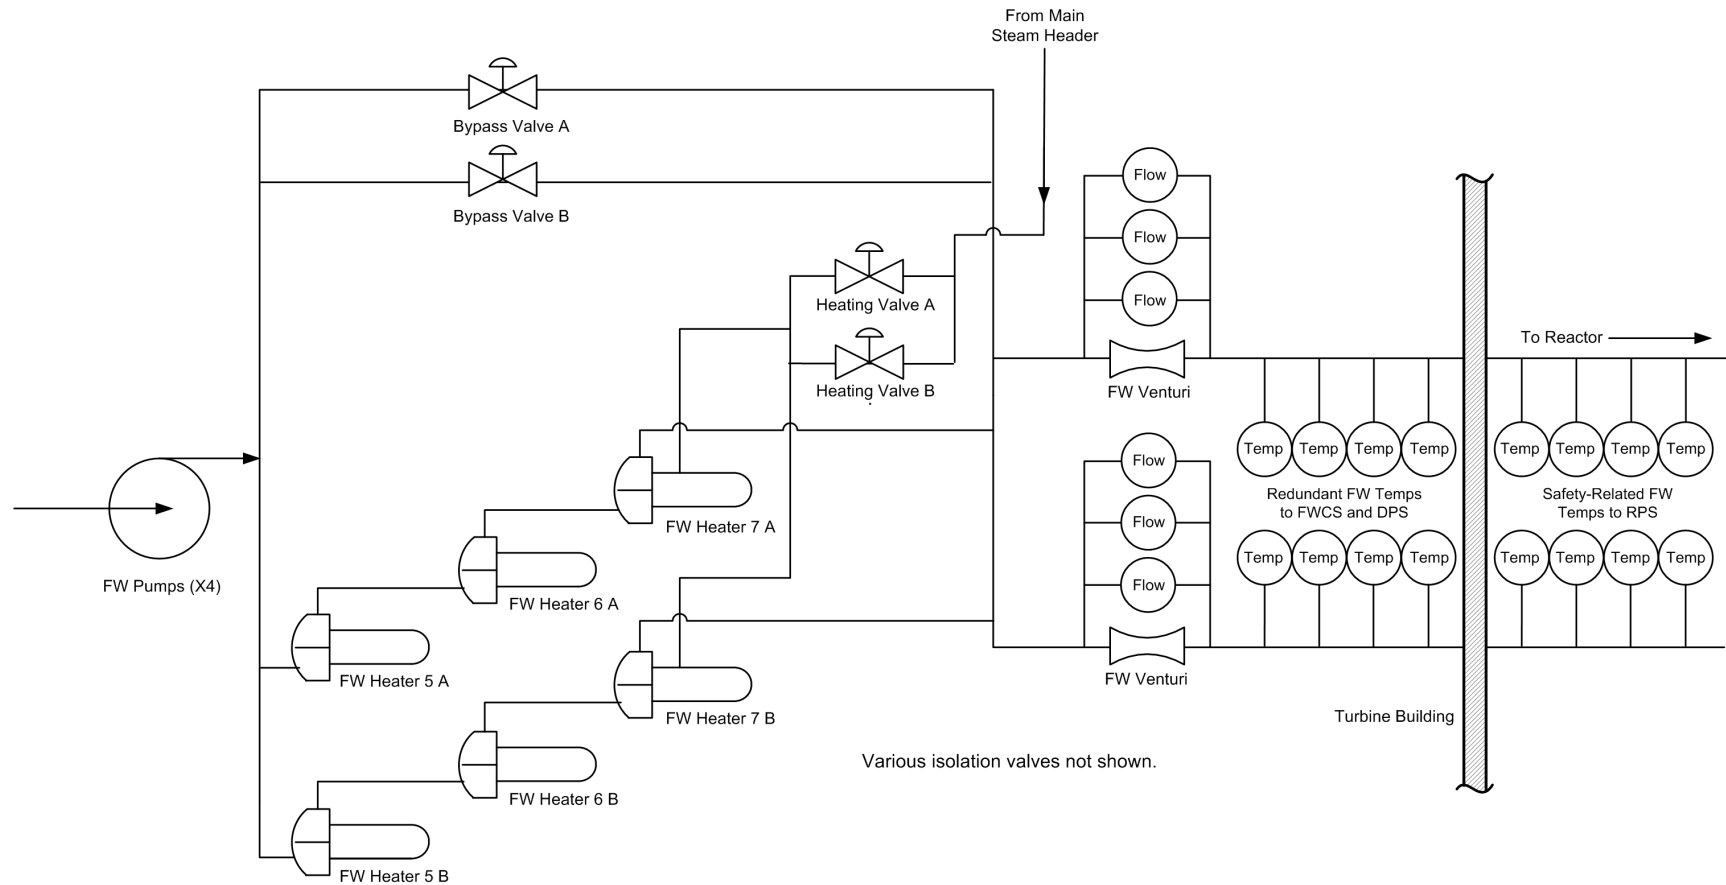 From Main
Steam Header
Bypass Valve A
Bypass Valve B
Flow
Flow
Flow
Heating Valve A
Heating Valve B
To Reactor
FW Venturi
Temp Temp Temp Temp
Temp Temp Temp Temp
Redundant FW Temps
to FWCS and DPS
Safety-Related FW
Temps to RPS
Flow
Flow
Flow
Temp Temp Temp Temp
Temp Temp Temp Temp
FW Venturi
FW Pumps (X4)
FW Heater 7 A
FW Heater 6 A
FW Heater 5 A
FW Heater 7 B
FW Heater 6 B
FW Heater 5 B
Turbine Building
Various isolation valves not shown.